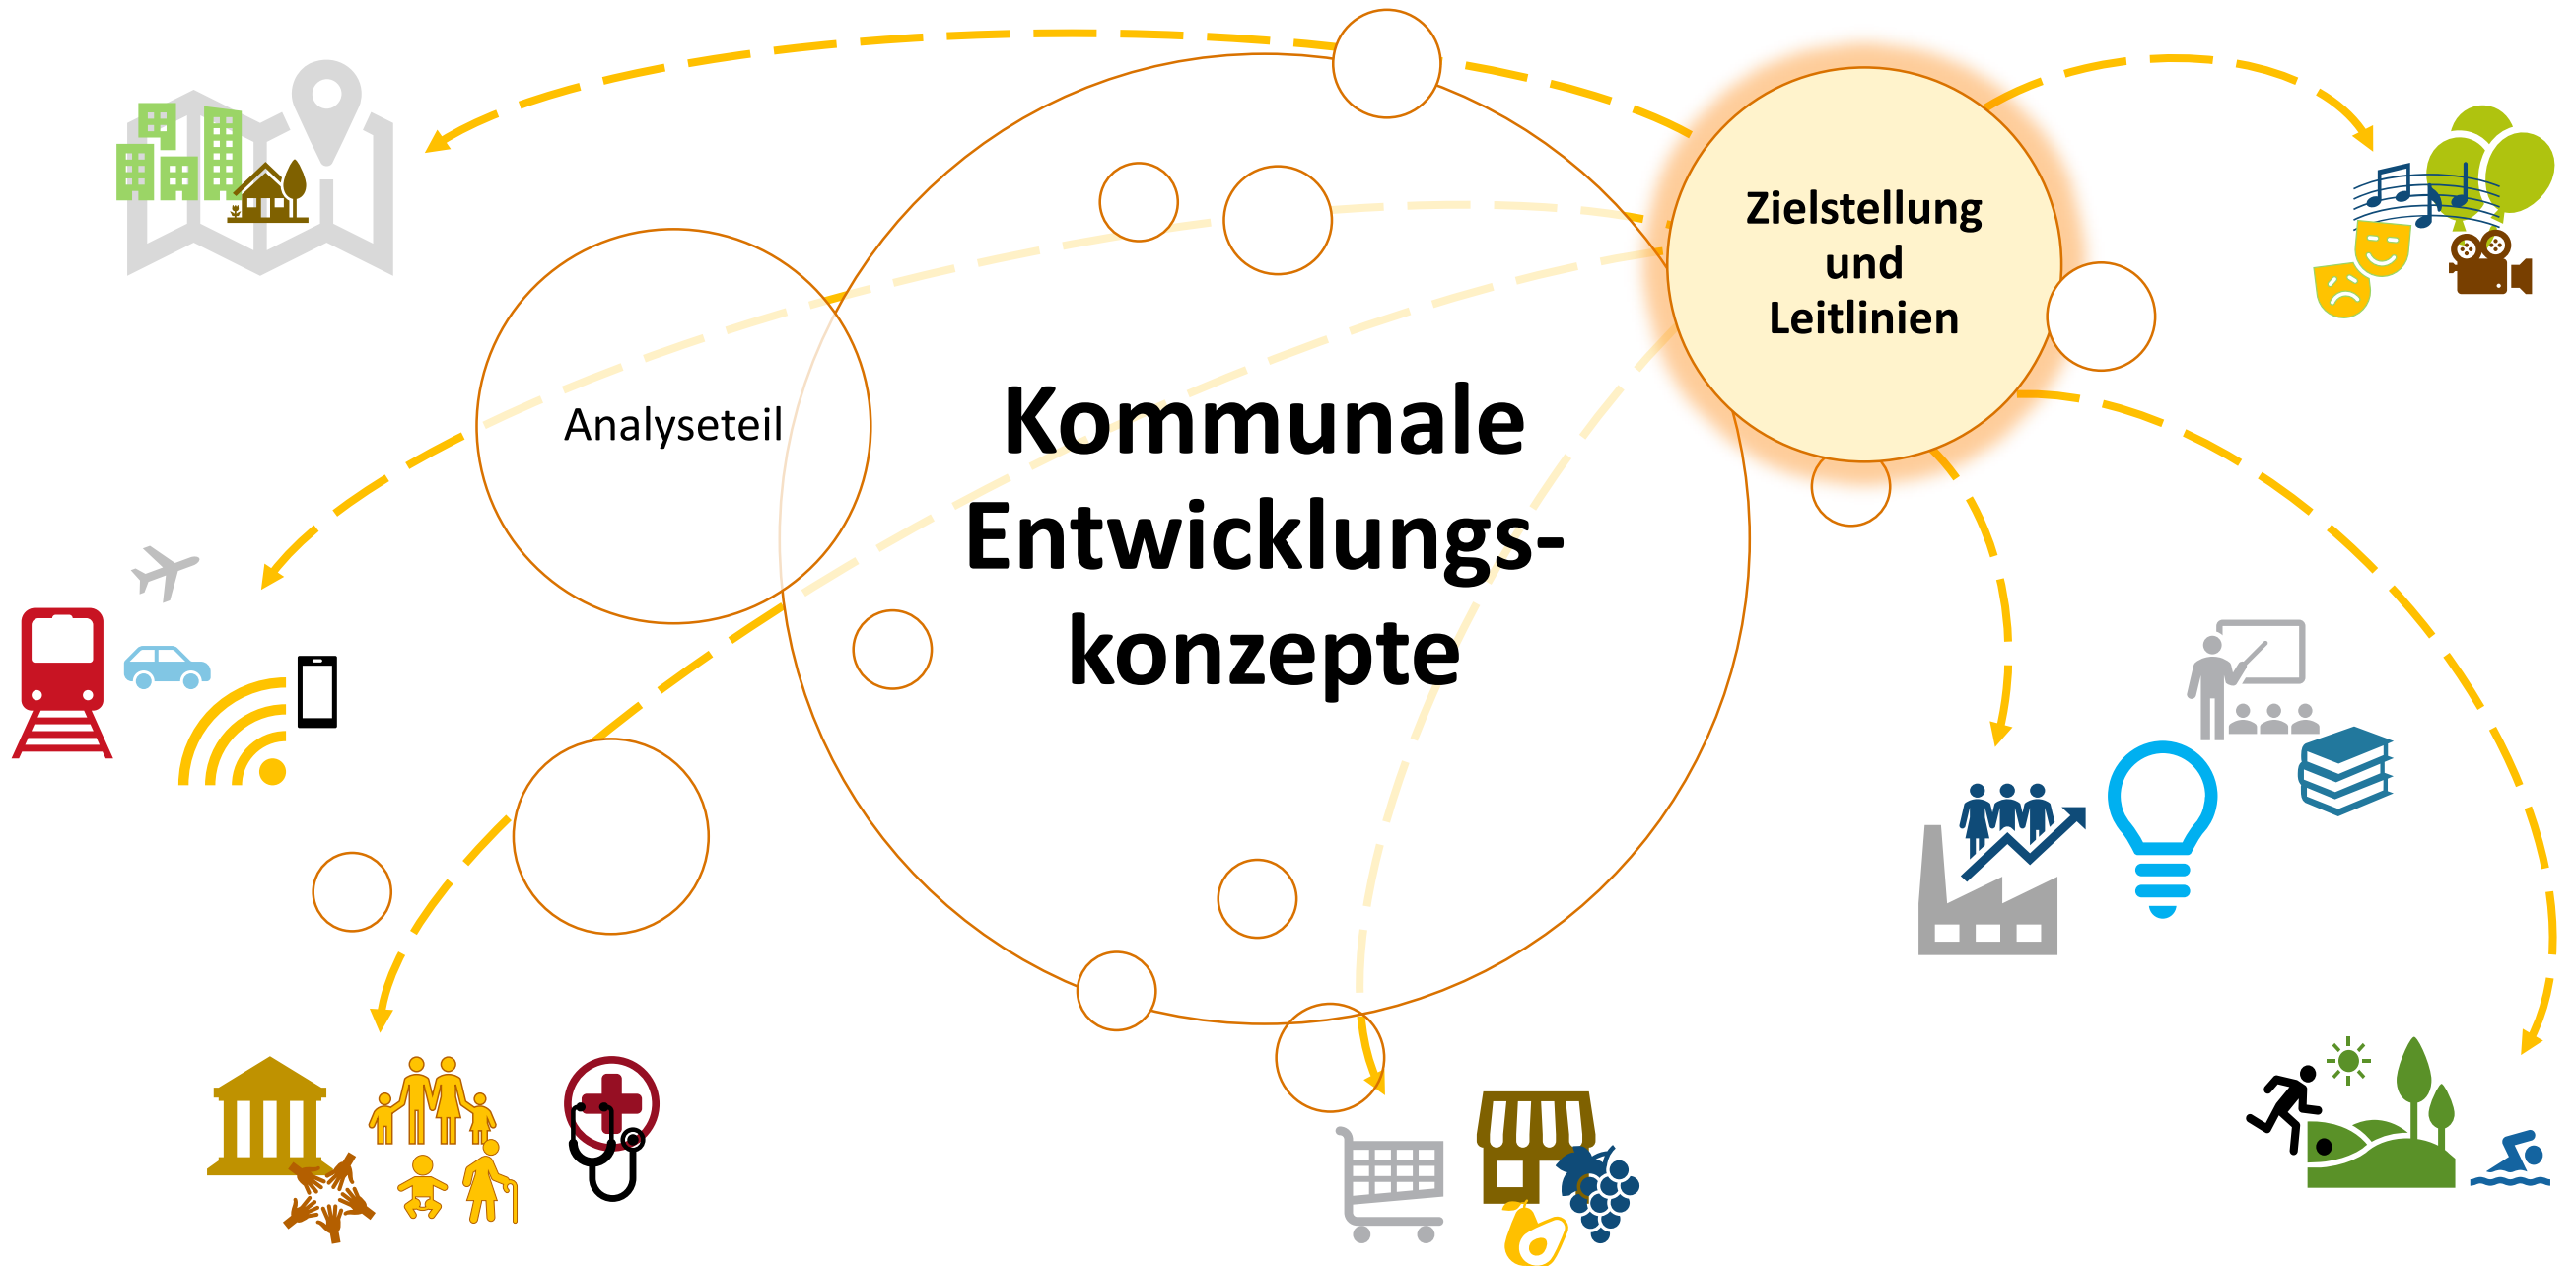 Zielstellung
und
Leitlinien
Analyseteil
Kommunale
Entwicklungs-
konzepte